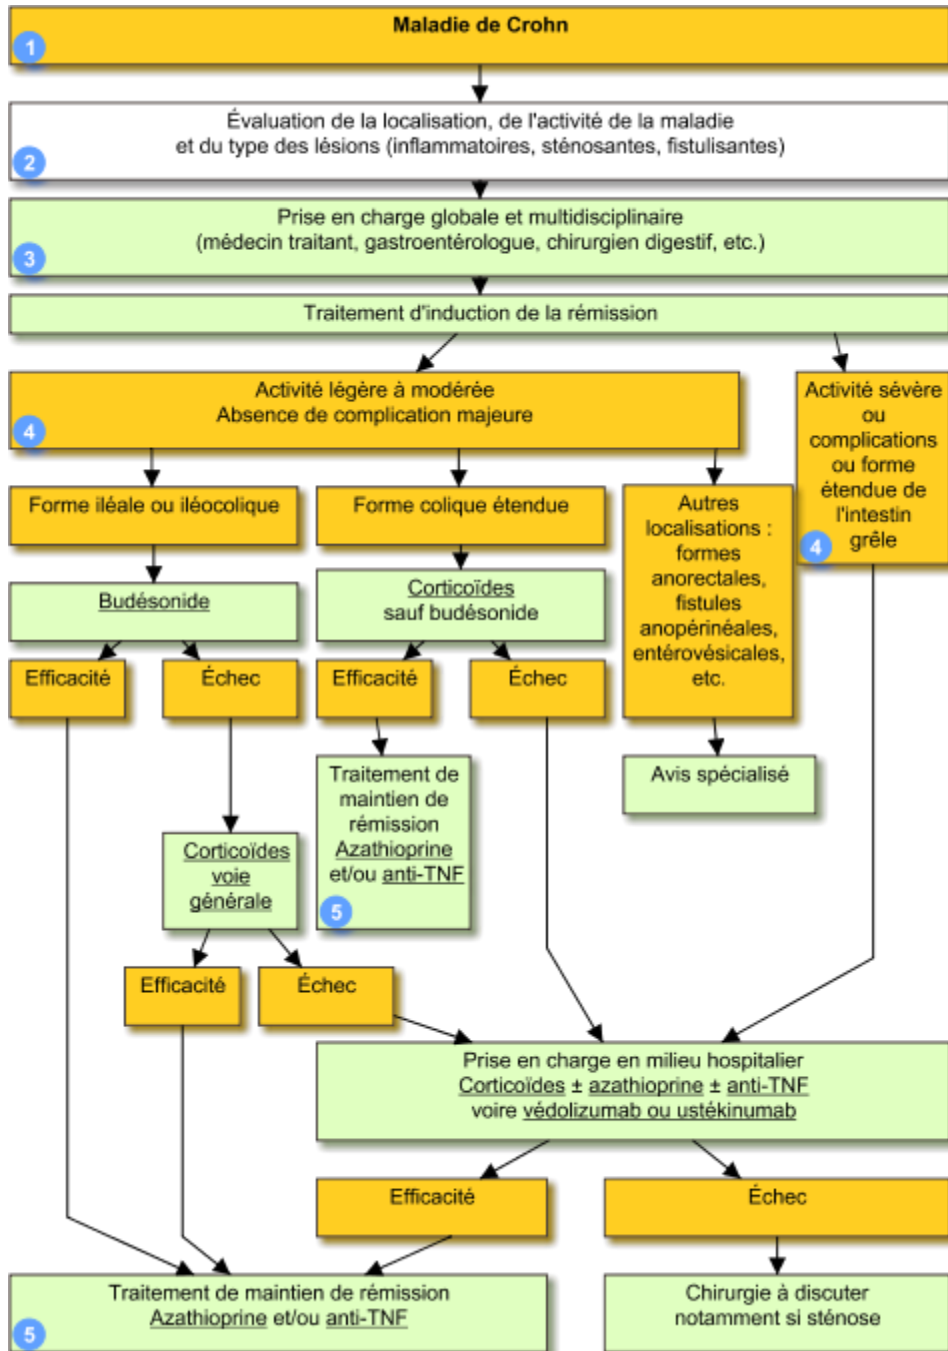 Maladie de Crohn
1
Évaluation de la localisation, de l'activité de la maladie
et du type des lésions (inflammatoires, sténosantes, fistulisantes)
2
Prise en charge globale et multidisciplinaire
(médecin traitant, gastroentérologue, chirurgien digestif, etc.)
3
Traitement d'induction de la rémission
Activité légère à modérée
Absence de complication majeure
4
Activité sévère
ou
complications
ou forme
étendue de
l'intestin
grêle
4
Forme iléale ou iléocolique
Forme colique étendue
Autres
localisations :
formes
anorectales,
fistules
anopérinéales,
entérovésicales,
etc.
Budésonide
Corticoïdes
sauf budésonide
Efficacité
Échec
Efficacité
Échec
Traitement de
maintien de
rémission
Azathioprine
et/ou anti-TNF
5
Avis spécialisé
Corticoïdes
voie
générale
Efficacité
Échec
Prise en charge en milieu hospitalier
Corticoïdes ± azathioprine ± anti-TNF
voire védolizumab ou ustékinumab
Efficacité
Échec
Traitement de maintien de rémission
Azathioprine et/ou anti-TNF
5
Chirurgie à discuter
notamment si sténose